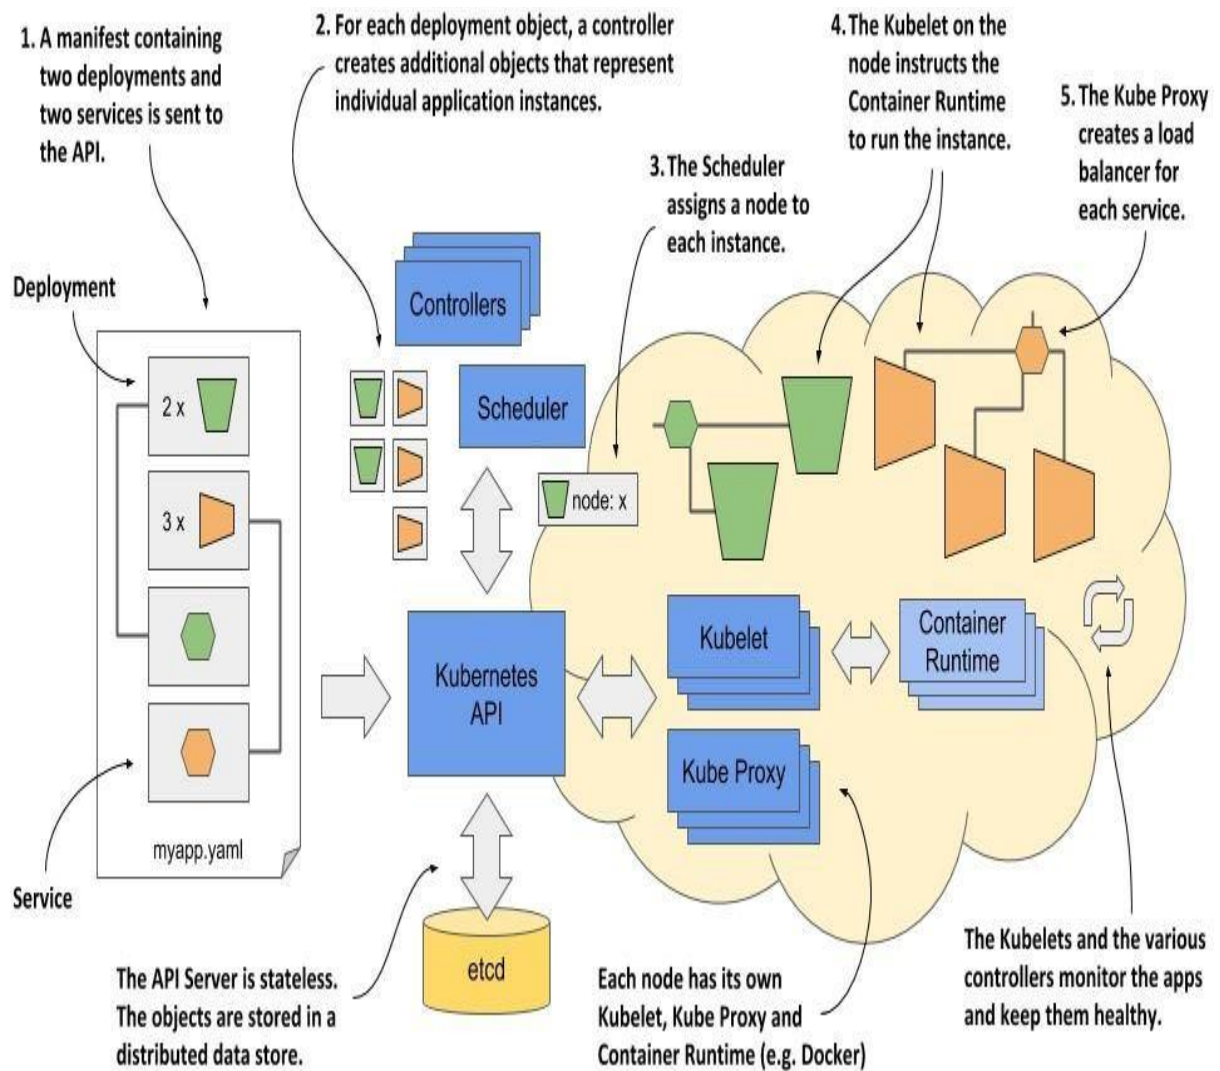 1. A manifest containing
two deployments and
two services is sent to
the API.
2. For each deployment object, a controller
creates additional objects that represent
individual application instances.
3. The Scheduler
assigns a node to
each instance.
4. The Kubelet on the
node instructs the
Container Runtime
to run the instance.
5. The Kube Proxy
creates a load
balancer for
each service.
Deployment
2 x
3 x
myapp.yaml
Service
Controllers
Scheduler
node: x
Kubernetes
API
Kubelet
Container
Runtime
Kube Proxy
etcd
The API Server is stateless.
The objects are stored in a
distributed data store.
Each node has its own
Kubelet, Kube Proxy and
Container Runtime (e.g. Docker)
The Kubelets and the various
controllers monitor the apps
and keep them healthy.